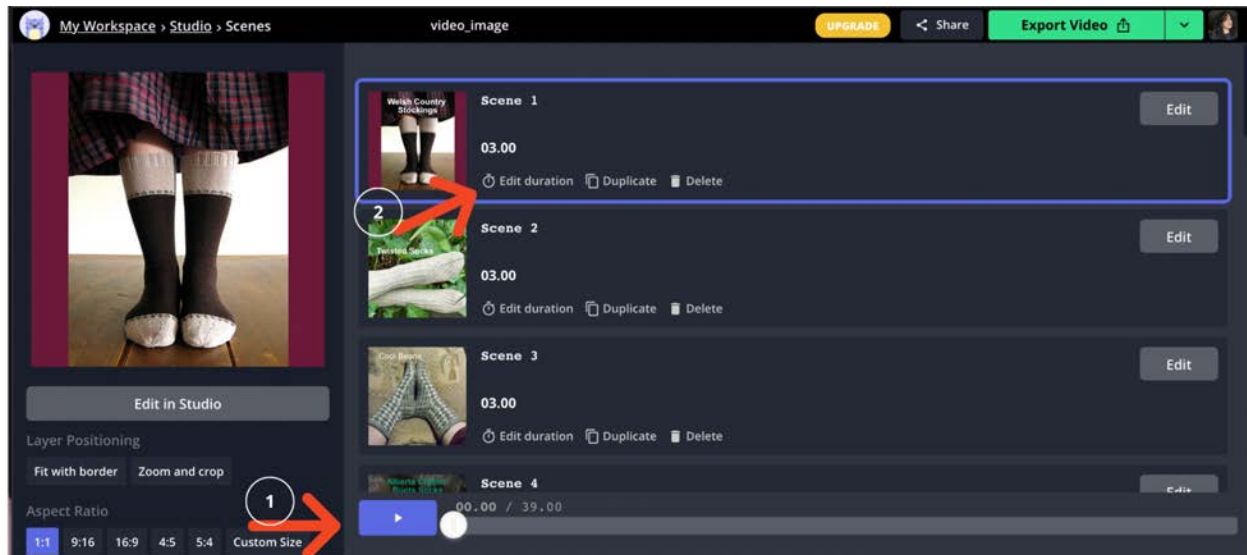 My Workspace › Studio › Scenes
video_image
UPGRADE
Share
Export Video
Edit in Studio
Layer Positioning
Fit with border Zoom and crop
Aspect Ratio
1:1 9:16 16:9 4:5 5:4 Custom Size
1
Welsh Country
Stockings
Scene 1
Edit
03.00
Edit duration Duplicate Delete
2
Twisted Socks
Scene 2
Edit
03.00
Edit duration Duplicate Delete
Cool Beans
Scene 3
Edit
03.00
Edit duration Duplicate Delete
Boots Socks
Scene 4
Edit
00.00 / 39.00